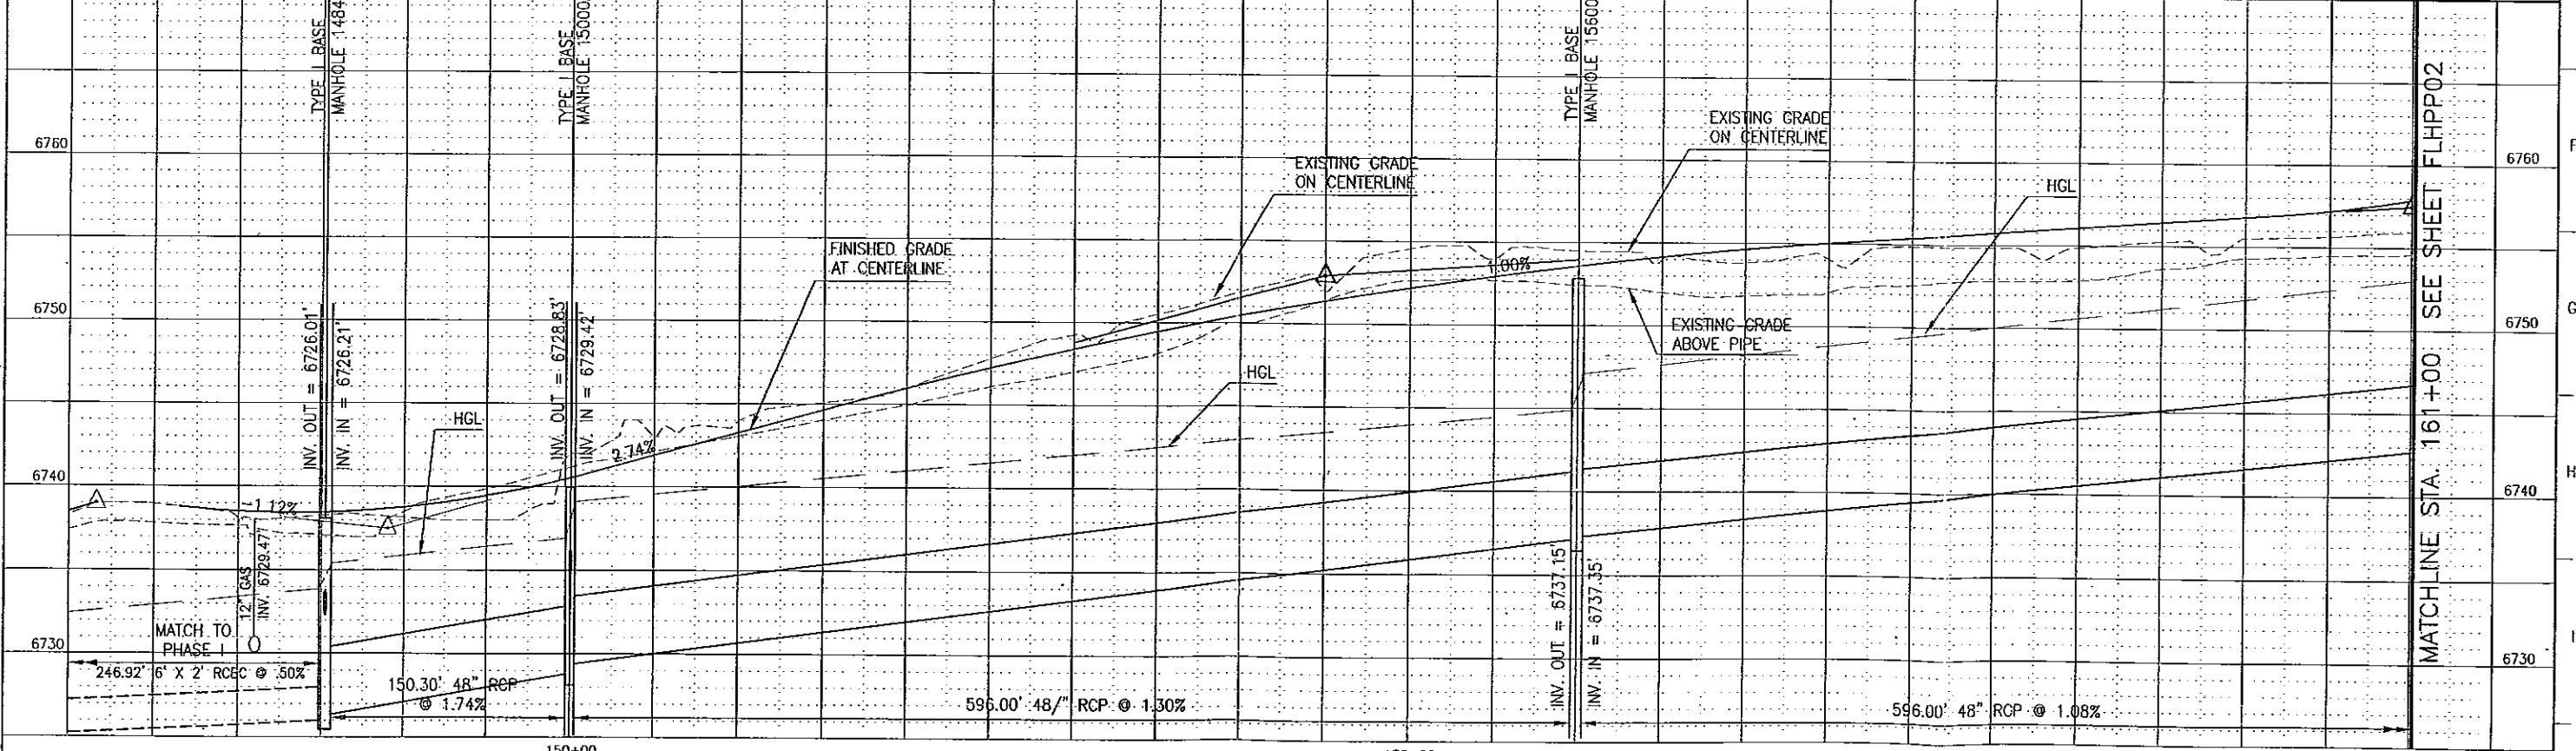 TYPE I BASE
MANHOLE 1484
TYPE I BASE
MANHOLE 15000
TYPE I BASE
MANHOLE 15600
6760
EXISTING GRADE
ON CENTERLINE
EXISTING GRADE
ON CENTERLINE
HGL
6760
F
FINISHED GRADE
AT CENTERLINE
1.00%
6750
INV. OUT = 6726.01'
INV. IN = 6726.21'
INV. OUT = 6728.83'
INV. IN = 6729.42'
EXISTING GRADE
ABOVE PIPE
6750
G
HGL
HGL
2.74%
6740
-1.12%
6740
H
12" GAS
INV. 6729.47'
MATCH TO
PHASE I
6730
INV. OUT = 6737.15'
INV. IN = 6737.35'
6730
I
246.92' 6' X 2' RCBC @ .50%
150.30' 48" RCP
@ 1.74%
596.00' 48/" RCP @ 1.30%
596.00' 48" RCP @ 1.08%
MATCHLINE STA. 161+00 SEE SHEET FLHPP02
150+00